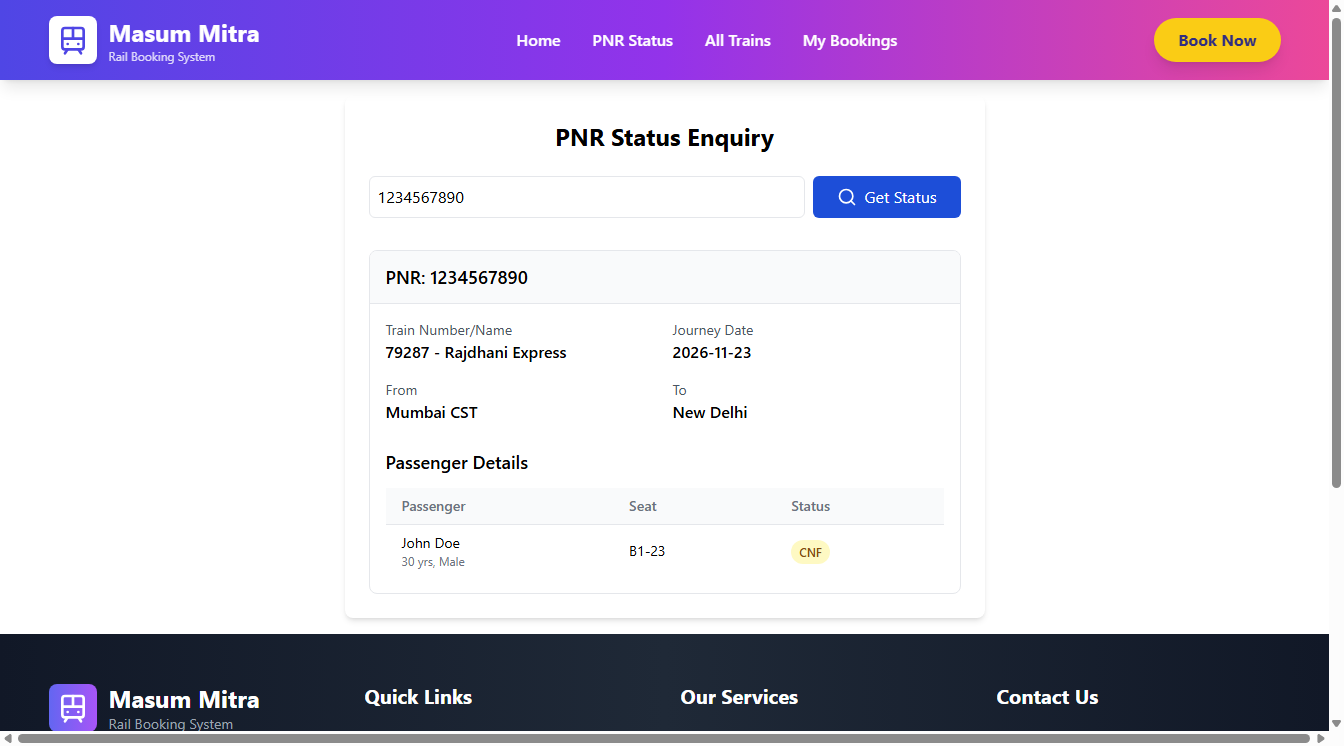 Masum Mitra
Rail Booking System
Home
PNR Status
All Trains
My Bookings
Book Now
PNR Status Enquiry
1234567890
Get Status
PNR: 1234567890
Train Number/Name
79287 - Rajdhani Express
Journey Date
2026-11-23
From
Mumbai CST
To
New Delhi
Passenger Details
Passenger Seat Status
John Doe
30 yrs, Male
B1-23
CNF
Masum Mitra
Rail Booking System
Quick Links
Our Services
Contact Us